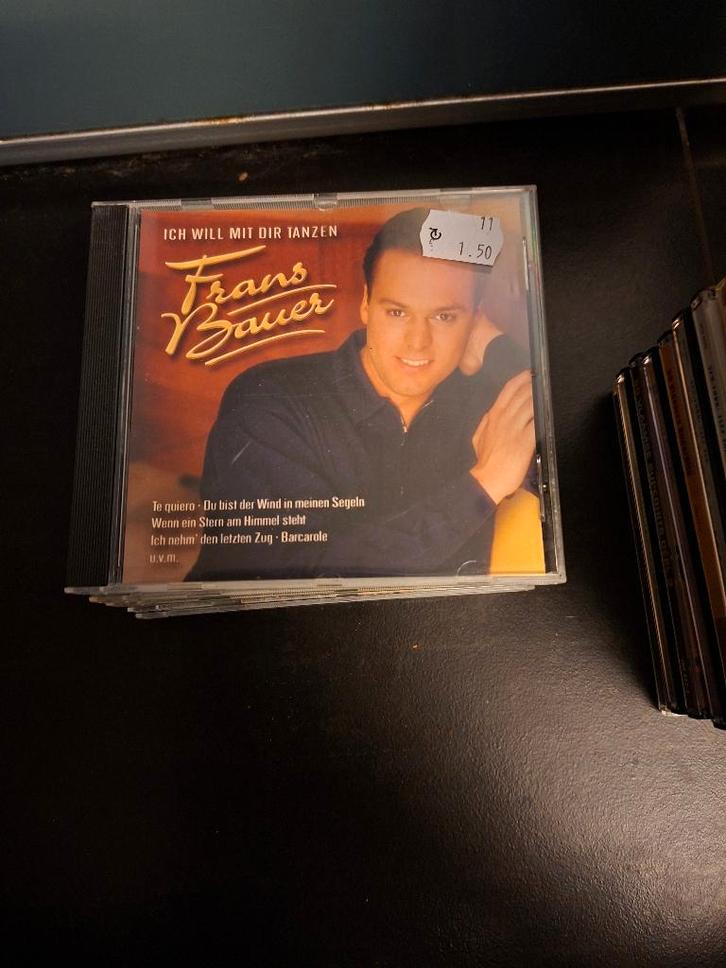 ICH WILL MIT DIR TANZEN
11
1.50
Frans
Bauer
Te quiero · Du bist der Wind in meinen Segeln
Wenn ein Stern am Himmel steht
Ich nehm' den letzten Zug · Barcarole
u.v.m.